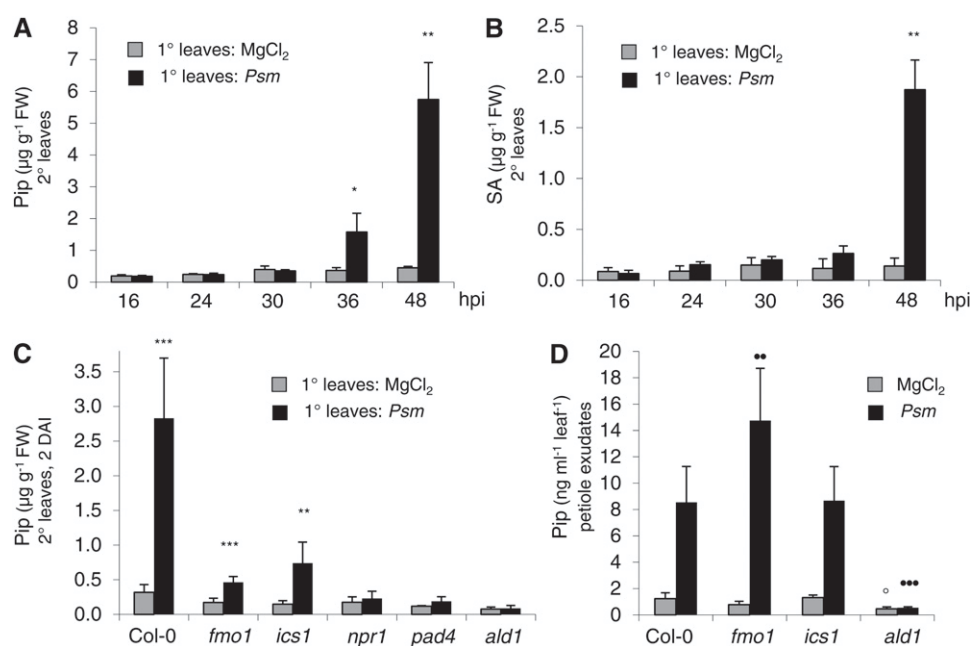 A
Pip (µg g⁻¹ FW)
2° leaves
8
7
6
5
4
3
2
1
0
1° leaves: MgCl₂
1° leaves: Psm
*
**
16 24 30 36 48 hpi
B
SA (µg g⁻¹ FW)
2° leaves
2.5
2.0
1.5
1.0
0.5
0.0
1° leaves: MgCl₂
1° leaves: Psm
**
16 24 30 36 48 hpi
C
Pip (µg g⁻¹ FW)
2° leaves, 2 DAI
3.5
3.0
2.5
2.0
1.5
1.0
0.5
0.0
1° leaves: MgCl₂
1° leaves: Psm
***
***
**
Col-0 fmo1 ics1 npr1 pad4 ald1
D
Pip (ng ml⁻¹ leaf⁻¹)
petiole exudates
20
18
16
14
12
10
8
6
4
2
0
MgCl₂
Psm
●●
○
●●●
Col-0 fmo1 ics1 ald1